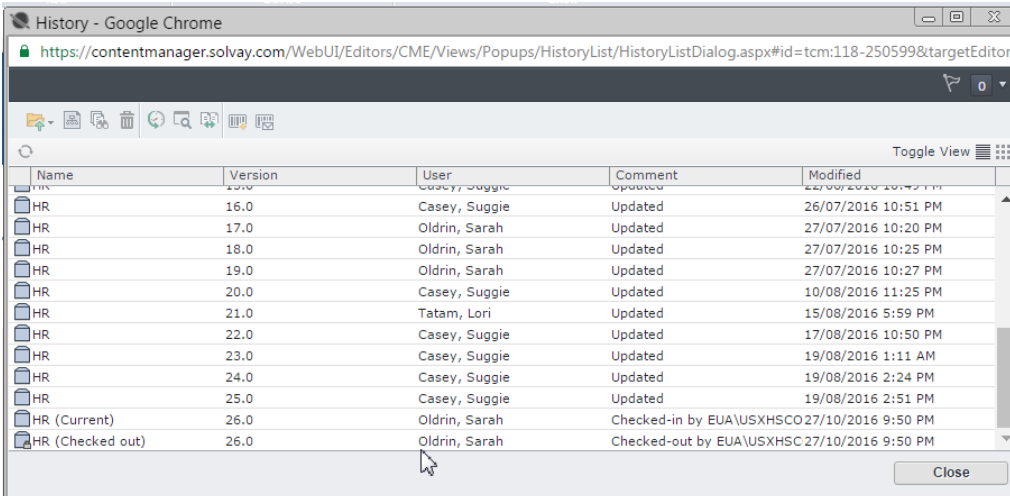 History - Google Chrome
https://contentmanager.solvay.com/WebUI/Editors/CME/Views/Popups/HistoryList/HistoryListDialog.aspx#id=tcm:118-250599&targetEditor
0
Toggle View
Name Version User Comment Modified
HR 15.0 Casey, Suggie Updated
HR 16.0 Casey, Suggie Updated 26/07/2016 10:51 PM
HR 17.0 Oldrin, Sarah Updated 27/07/2016 10:20 PM
HR 18.0 Oldrin, Sarah Updated 27/07/2016 10:25 PM
HR 19.0 Oldrin, Sarah Updated 27/07/2016 10:27 PM
HR 20.0 Casey, Suggie Updated 10/08/2016 11:25 PM
HR 21.0 Tatam, Lori Updated 15/08/2016 5:59 PM
HR 22.0 Casey, Suggie Updated 17/08/2016 10:50 PM
HR 23.0 Casey, Suggie Updated 19/08/2016 1:11 AM
HR 24.0 Casey, Suggie Updated 19/08/2016 2:24 PM
HR 25.0 Casey, Suggie Updated 19/08/2016 2:51 PM
HR (Current) 26.0 Oldrin, Sarah Checked-in by EUA\USXHSCO 27/10/2016 9:50 PM
HR (Checked out) 26.0 Oldrin, Sarah Checked-out by EUA\USXHSC 27/10/2016 9:50 PM
Close